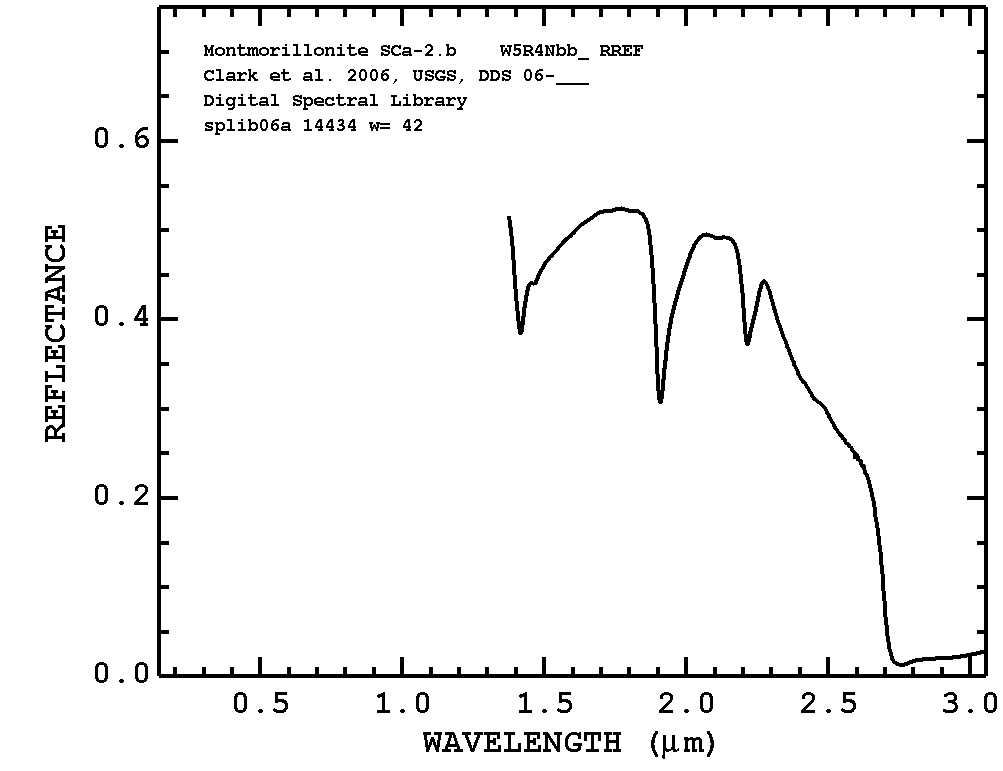 Montmorillonite SCa-2.b W5R4Nbb_ RREF
Clark et al. 2006, USGS, DDS 06-___
Digital Spectral Library
splib06a 14434 w= 42
0.6
0.4
0.2
0.0
REFLECTANCE
0.5 1.0 1.5 2.0 2.5 3.0
WAVELENGTH (μm)